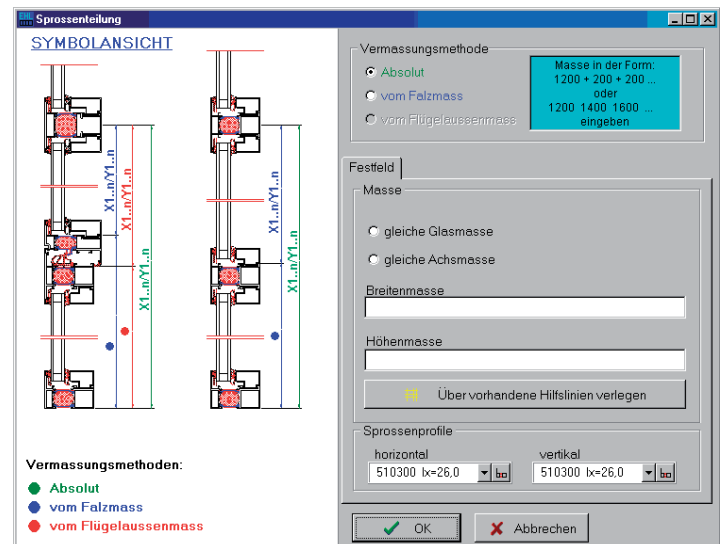 Sprossenteilung
SYMBOLANSICHT
X1..n/Y1..n
X1..n/Y1..n
X1..n/Y1..n
X1..n/Y1..n
X1..n/Y1..n
Vermassungsmethoden:
Absolut
vom Falzmass
vom Flügelaussenmass
Vermassungsmethode
Absolut
vom Falzmass
vom Flügelaussenmass
Masse in der Form:
1200 + 200 + 200 ...
oder
1200 1400 1600 ...
eingeben
Festfeld
Masse
gleiche Glasmasse
gleiche Achsmasse
Breitenmasse
Höhenmasse
Über vorhandene Hilfslinien verlegen
Sprossenprofile
horizontal
510300 lx=26,0
vertikal
510300 lx=26,0
OK
Abbrechen